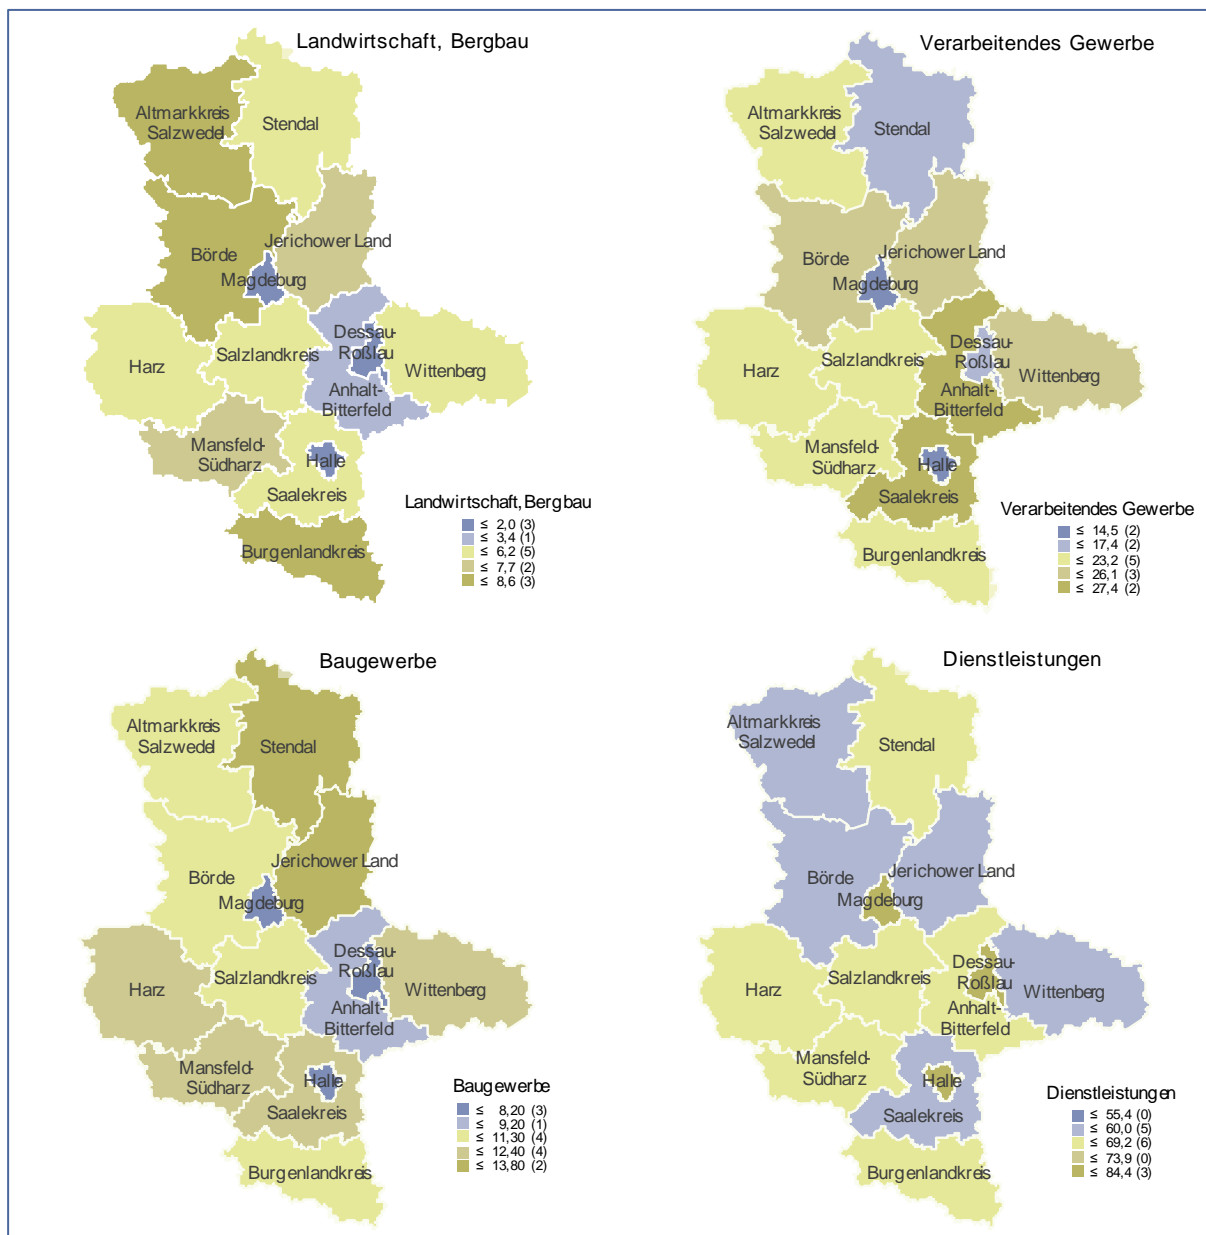 Landwirtschaft, Bergbau
Altmarkkreis
Salzwedel
Stendal
Jerichower Land
Börde
Magdeburg
Dessau-
Roßlau
Harz
Salzlandkreis
Wittenberg
Anhalt-
Bitterfeld
Mansfeld-
Südharz
Halle
Saalekreis
Burgenlandkreis
Landwirtschaft, Bergbau
≤ 2,0 (3)
≤ 3,4 (1)
≤ 6,2 (5)
≤ 7,7 (2)
≤ 8,6 (3)
Verarbeitendes Gewerbe
Altmarkkreis
Salzwedel
Stendal
Jerichower Land
Börde
Magdeburg
Dessau-
Roßlau
Harz
Salzlandkreis
Wittenberg
Anhalt-
Bitterfeld
Mansfeld-
Südharz
Halle
Saalekreis
Burgenlandkreis
Verarbeitendes Gewerbe
≤ 14,5 (2)
≤ 17,4 (2)
≤ 23,2 (5)
≤ 26,1 (3)
≤ 27,4 (2)
Baugewerbe
Altmarkkreis
Salzwedel
Stendal
Jerichower Land
Börde
Magdeburg
Dessau-
Roßlau
Harz
Salzlandkreis
Wittenberg
Anhalt-
Bitterfeld
Mansfeld-
Südharz
Halle
Saalekreis
Burgenlandkreis
Baugewerbe
≤ 8,20 (3)
≤ 9,20 (1)
≤ 11,30 (4)
≤ 12,40 (4)
≤ 13,80 (2)
Dienstleistungen
Altmarkkreis
Salzwedel
Stendal
Jerichower Land
Börde
Magdeburg
Dessau-
Roßlau
Harz
Salzlandkreis
Wittenberg
Anhalt-
Bitterfeld
Mansfeld-
Südharz
Halle
Saalekreis
Burgenlandkreis
Dienstleistungen
≤ 55,4 (0)
≤ 60,0 (5)
≤ 69,2 (6)
≤ 73,9 (0)
≤ 84,4 (3)